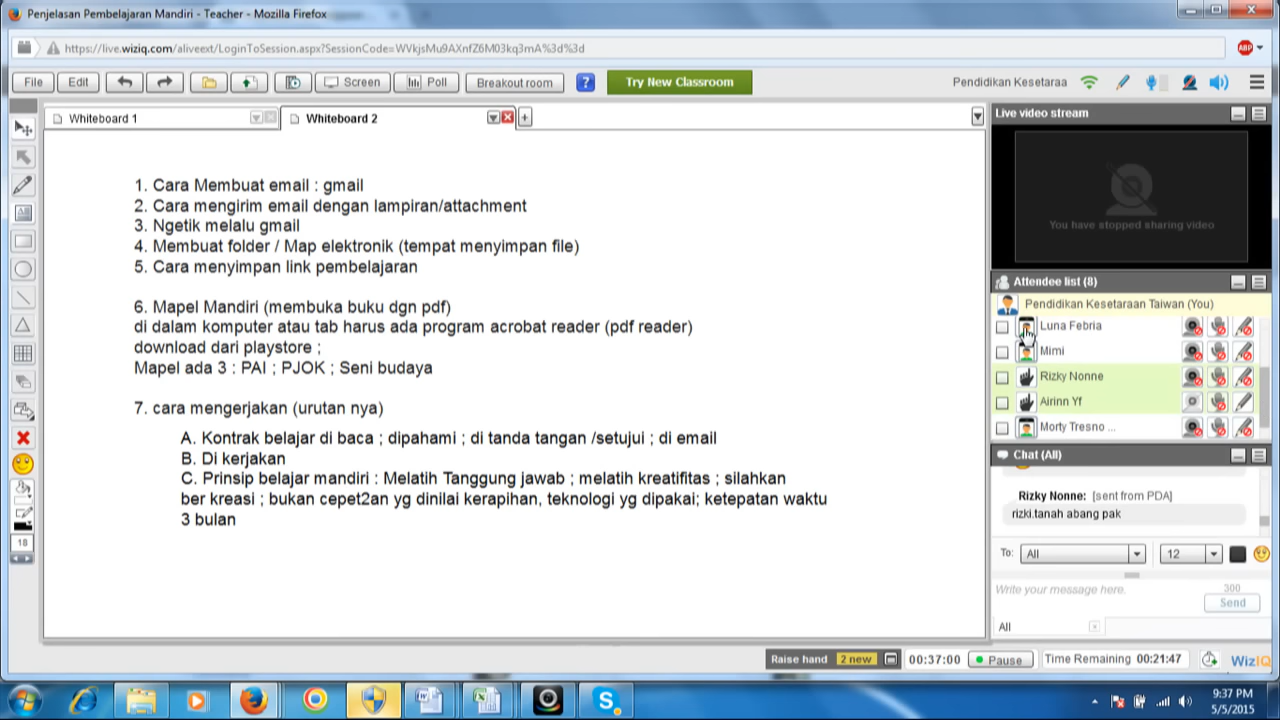 Penjelasan Pembelajaran Mandiri - Teacher - Mozilla Firefox
https://live.wiziq.com/aliveext/LoginToSession.aspx?SessionCode=WVkjsMu9AXnfZ6M03kq3mA%3d%3d
ABP
File Edit Screen Poll Breakout room ? Try New Classroom Pendidikan Kesetaraa
Whiteboard 1 Whiteboard 2
1. Cara Membuat email : gmail
2. Cara mengirim email dengan lampiran/attachment
3. Ngetik melalu gmail
4. Membuat folder / Map elektronik (tempat menyimpan file)
5. Cara menyimpan link pembelajaran
6. Mapel Mandiri (membuka buku dgn pdf)
di dalam komputer atau tab harus ada program acrobat reader (pdf reader)
download dari playstore ;
Mapel ada 3 : PAI ; PJOK ; Seni budaya
7. cara mengerjakan (urutan nya)
A. Kontrak belajar di baca ; dipahami ; di tanda tangan /setujui ; di email
B. Di kerjakan
C. Prinsip belajar mandiri : Melatih Tanggung jawab ; melatih kreatifitas ; silahkan
ber kreasi ; bukan cepet2an yg dinilai kerapihan, teknologi yg dipakai; ketepatan waktu
3 bulan
18
Live video stream
You have stopped sharing video
Attendee list (8)
Pendidikan Kesetaraan Taiwan (You)
Luna Febria
Mimi
Rizky Nonne
Airinn Yf
Morty Tresno ...
Chat (All)
Rizky Nonne: [sent from PDA]
rizki.tanah abang pak
To: All 12
Write your message here. 300
Send
All
Raise hand 2 new 00:37:00 Pause Time Remaining 00:21:47 WizIQ
9:37 PM
5/5/2015